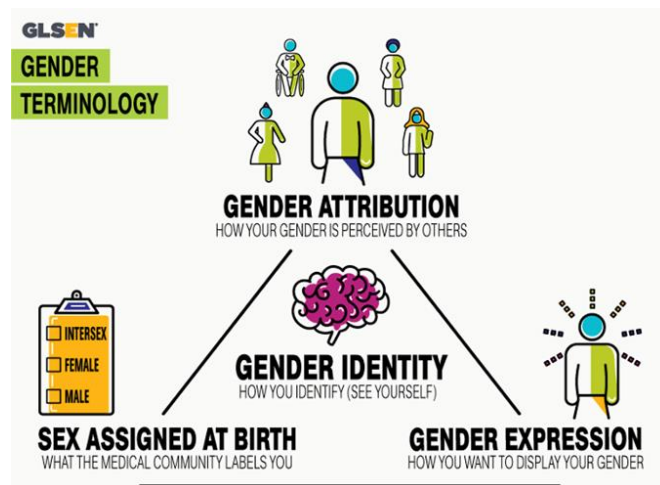 GLSEN
GENDER
TERMINOLOGY
GENDER ATTRIBUTION
HOW YOUR GENDER IS PERCEIVED BY OTHERS
INTERSEX
FEMALE
MALE
GENDER IDENTITY
HOW YOU IDENTIFY (SEE YOURSELF)
SEX ASSIGNED AT BIRTH
WHAT THE MEDICAL COMMUNITY LABELS YOU
GENDER EXPRESSION
HOW YOU WANT TO DISPLAY YOUR GENDER